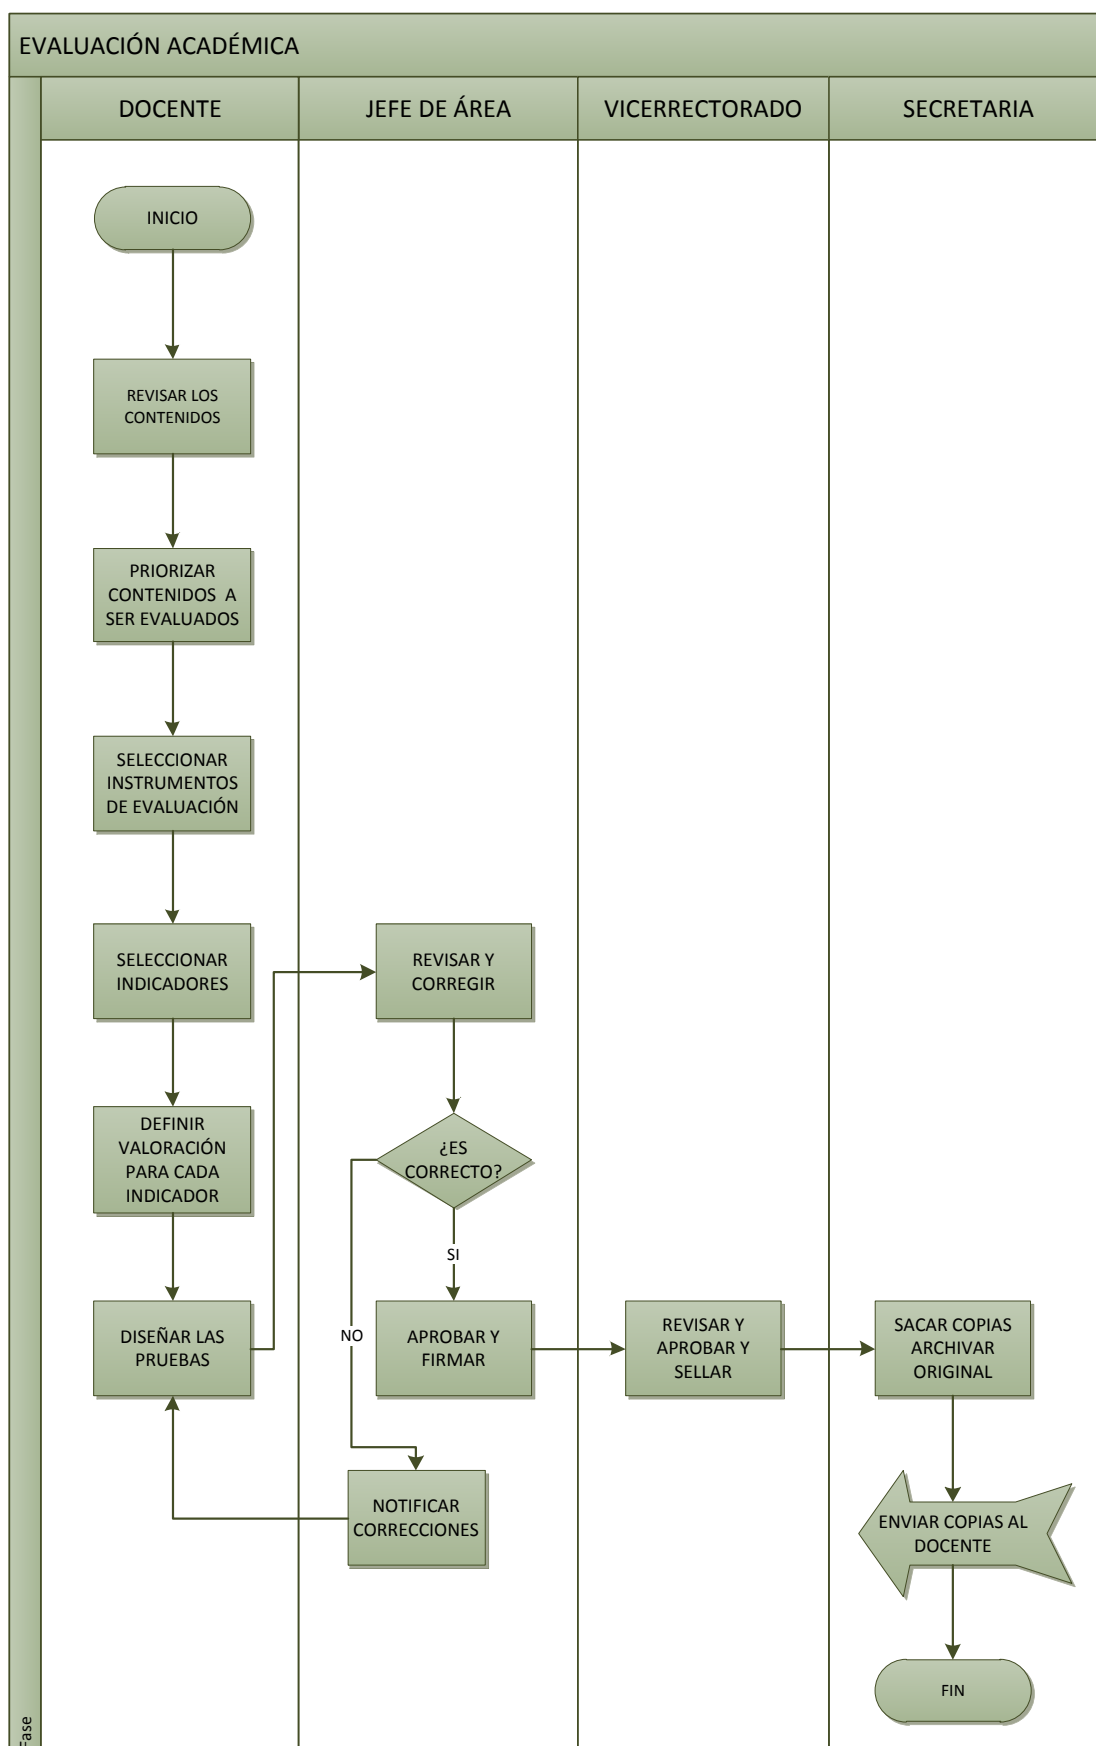 EVALUACIÓN ACADÉMICA
DOCENTE
JEFE DE ÁREA
VICERRECTORADO
SECRETARIA
INICIO
REVISAR LOS
CONTENIDOS
PRIORIZAR
CONTENIDOS A
SER EVALUADOS
SELECCIONAR
INSTRUMENTOS
DE EVALUACIÓN
SELECCIONAR
INDICADORES
DEFINIR
VALORACIÓN
PARA CADA
INDICADOR
DISEÑAR LAS
PRUEBAS
REVISAR Y
CORREGIR
¿ES
CORRECTO?
SI
NO
APROBAR Y
FIRMAR
NOTIFICAR
CORRECCIONES
REVISAR Y
APROBAR Y
SELLAR
SACAR COPIAS
ARCHIVAR
ORIGINAL
ENVIAR COPIAS AL
DOCENTE
FIN
Fase